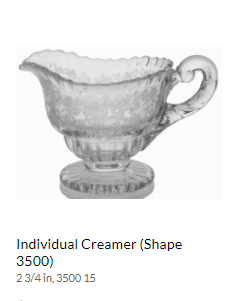 Individual Creamer (Shape
3500)
2 3/4 in, 3500 15